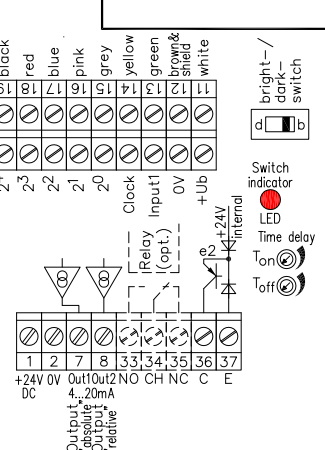 black
red
blue
pink
grey
yellow
green
brown&
shield
white
19
18
17
16
15
14
13
12
11
2⁴
2³
2²
2¹
2⁰
Clock
Input1
0V
+Ub
bright-/
dark-
switch
d b
Switch
indicator
LED
Time delay
Ton
Toff
Relay
(opt.)
+24V
internal
e2
1 2 7 8 33 34 35 36 37
+24V 0V Out1 Out2 NO CH NC C E
DC 4...20mA
Output
"absolute"
Output
"relative"